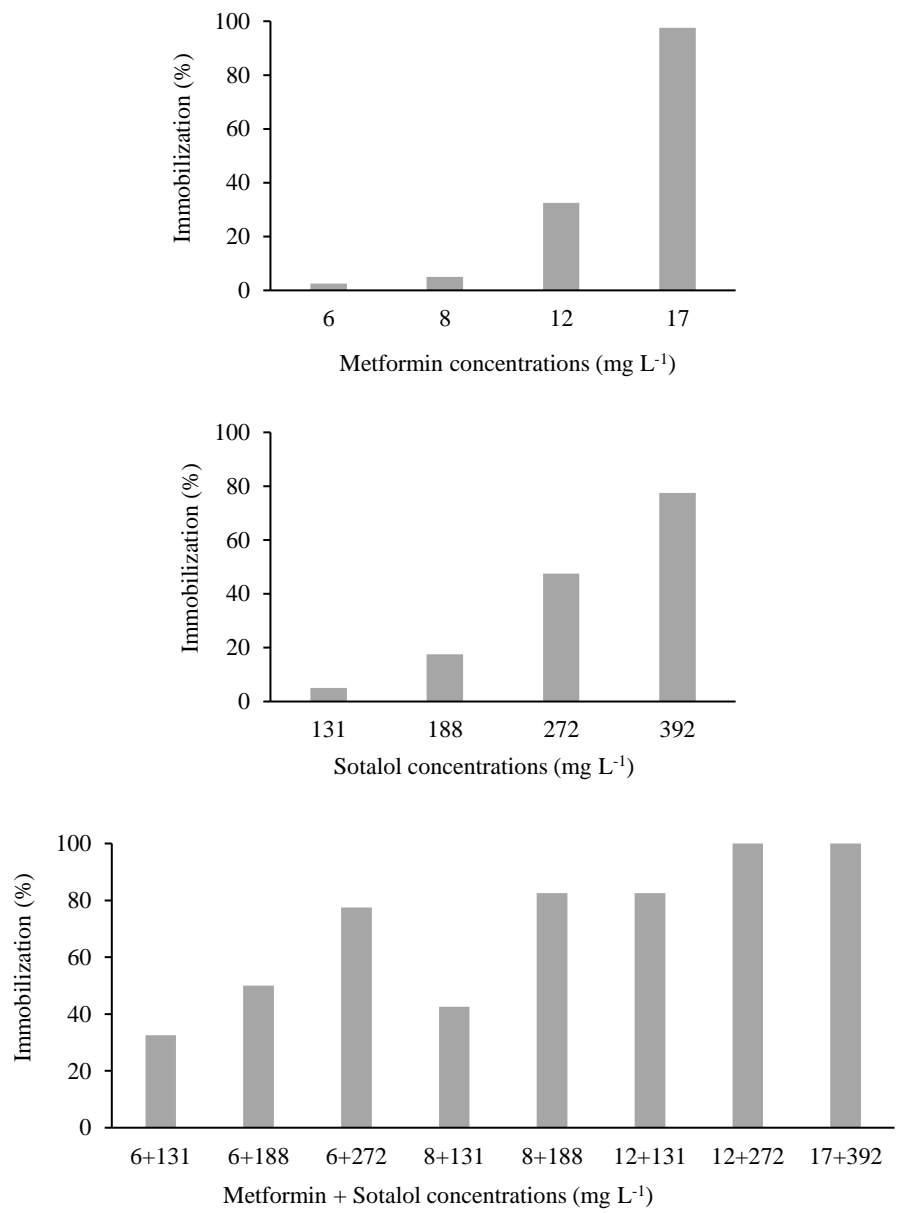 100
80
60
40
20
0
Immobilization (%)
6 8 12 17
Metformin concentrations (mg L-1)
100
80
60
40
20
0
Immobilization (%)
131 188 272 392
Sotalol concentrations (mg L-1)
100
80
60
40
20
0
Immobilization (%)
6+131 6+188 6+272 8+131 8+188 12+131 12+272 17+392
Metformin + Sotalol concentrations (mg L-1)